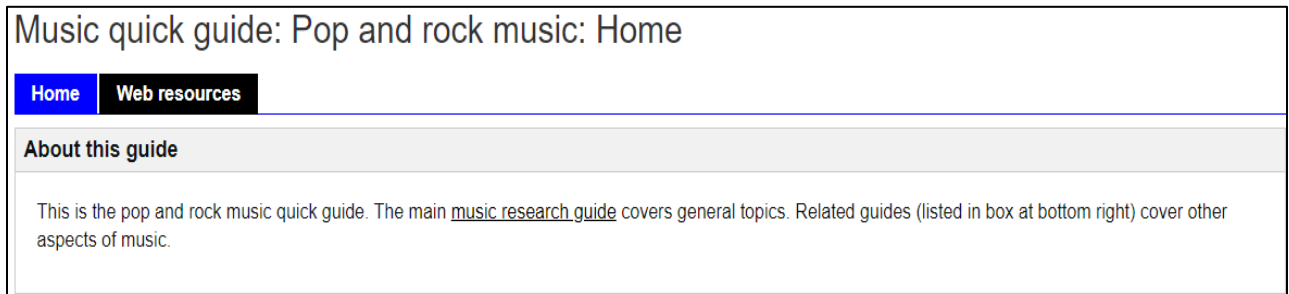 Music quick guide: Pop and rock music: Home
Home Web resources
About this guide
This is the pop and rock music quick guide. The main music research guide covers general topics. Related guides (listed in box at bottom right) cover other
aspects of music.